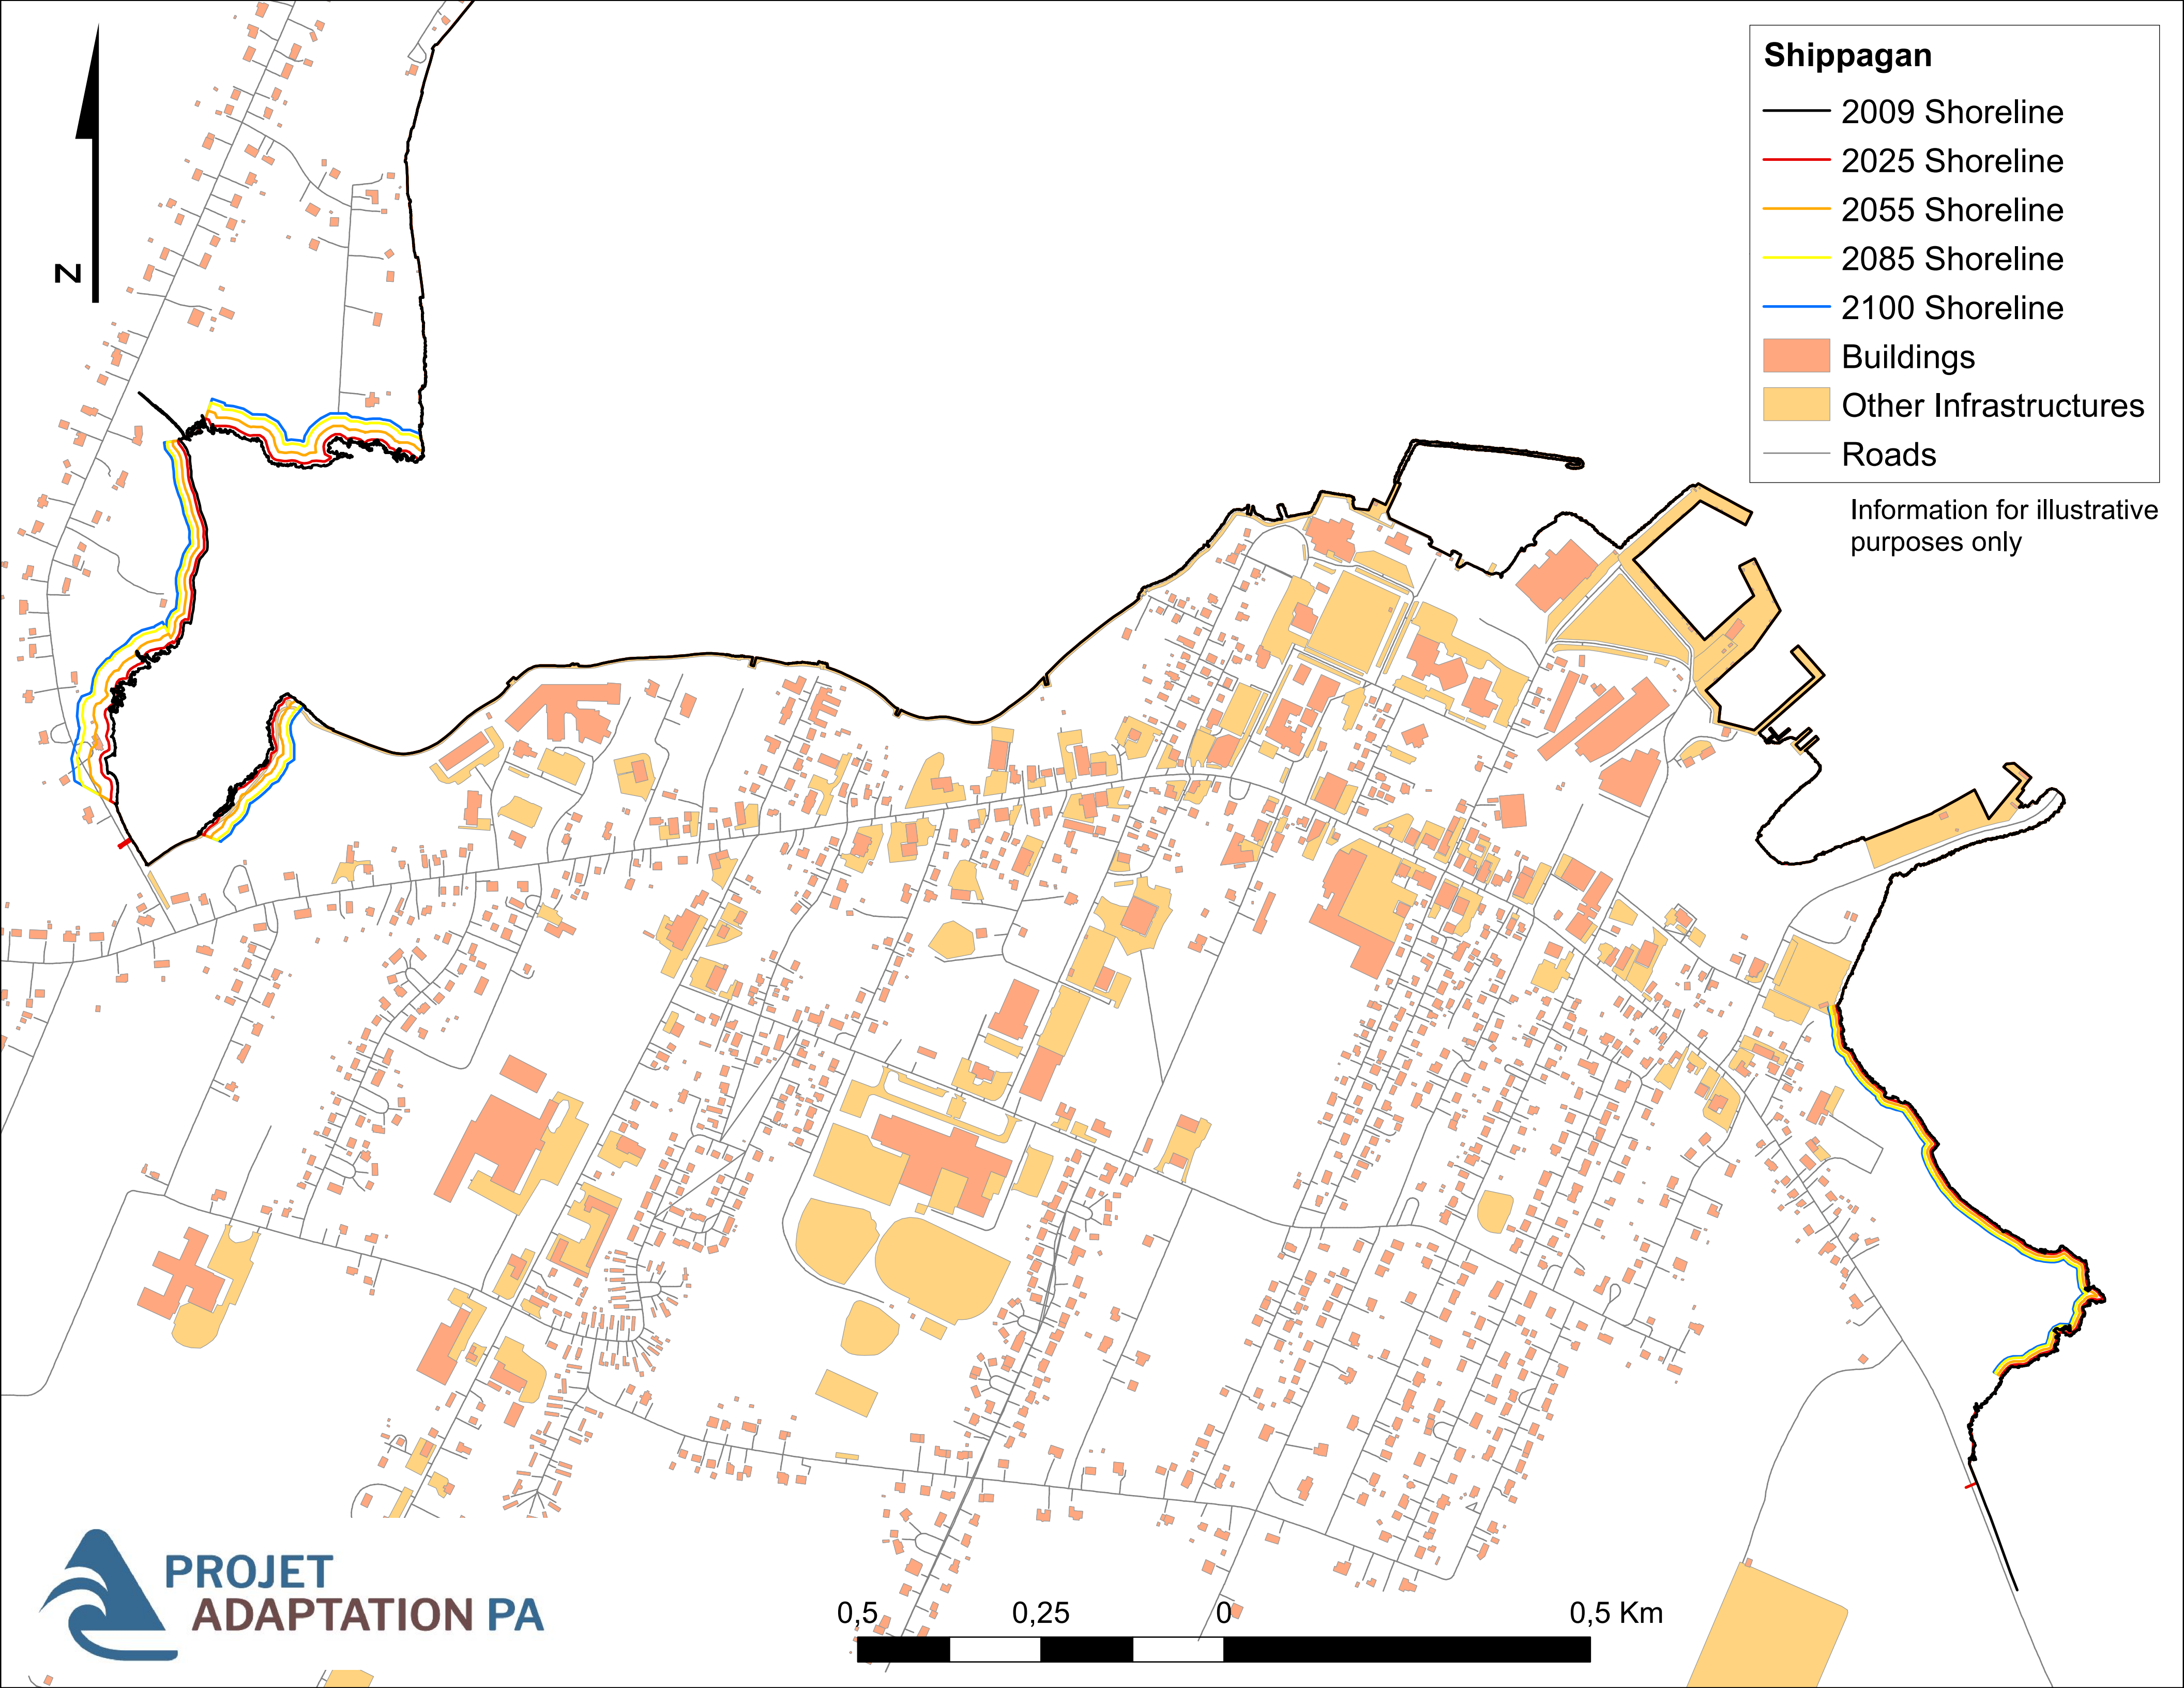 Shippagan
2009 Shoreline
2025 Shoreline
2055 Shoreline
2085 Shoreline
2100 Shoreline
Buildings
Other Infrastructures
Roads
Information for illustrative
purposes only
N
PROJET
ADAPTATION PA
0,5 0,25 0 0,5 Km